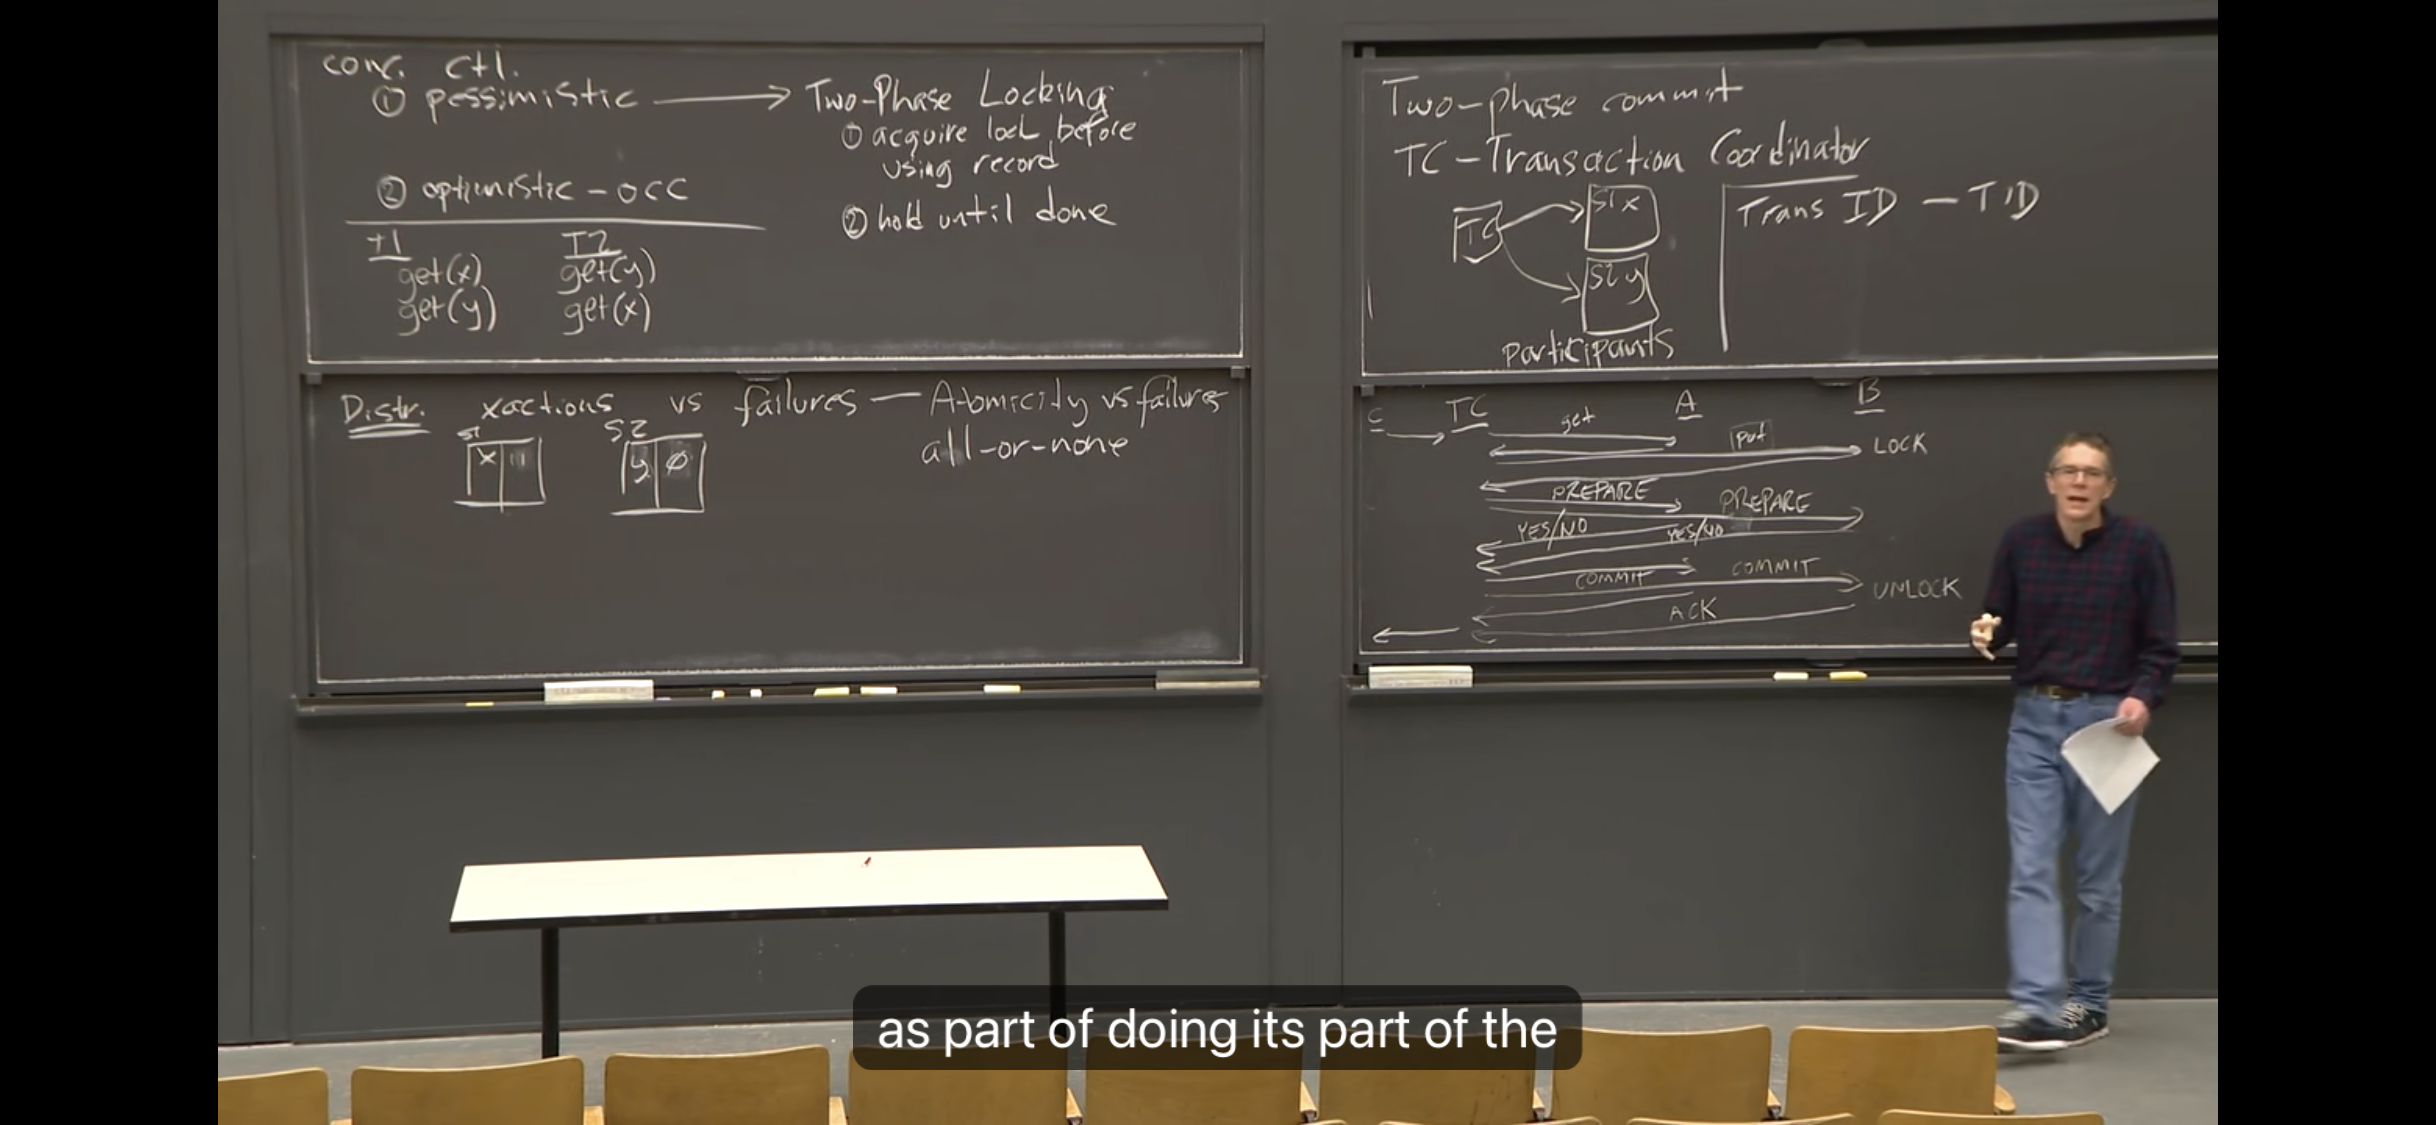 conc. ctl.
① pessimistic → Two-Phase Locking
① acquire lock before
using record
② hold until done
② optimistic - OCC
T1 T2
get(x) get(y)
get(y) get(x)
Distr. xactions vs failures — Atomicity vs failures
all-or-none
S1 S2
x y ϕ
Two-phase commit
TC - Transaction Coordinator
TC
S1 x
S2 y
participants
Trans ID - TID
C TC A B
get
put
LOCK
PREPARE PREPARE
YES/NO YES/NO
COMMIT COMMIT
UNLOCK
ACK
as part of doing its part of the